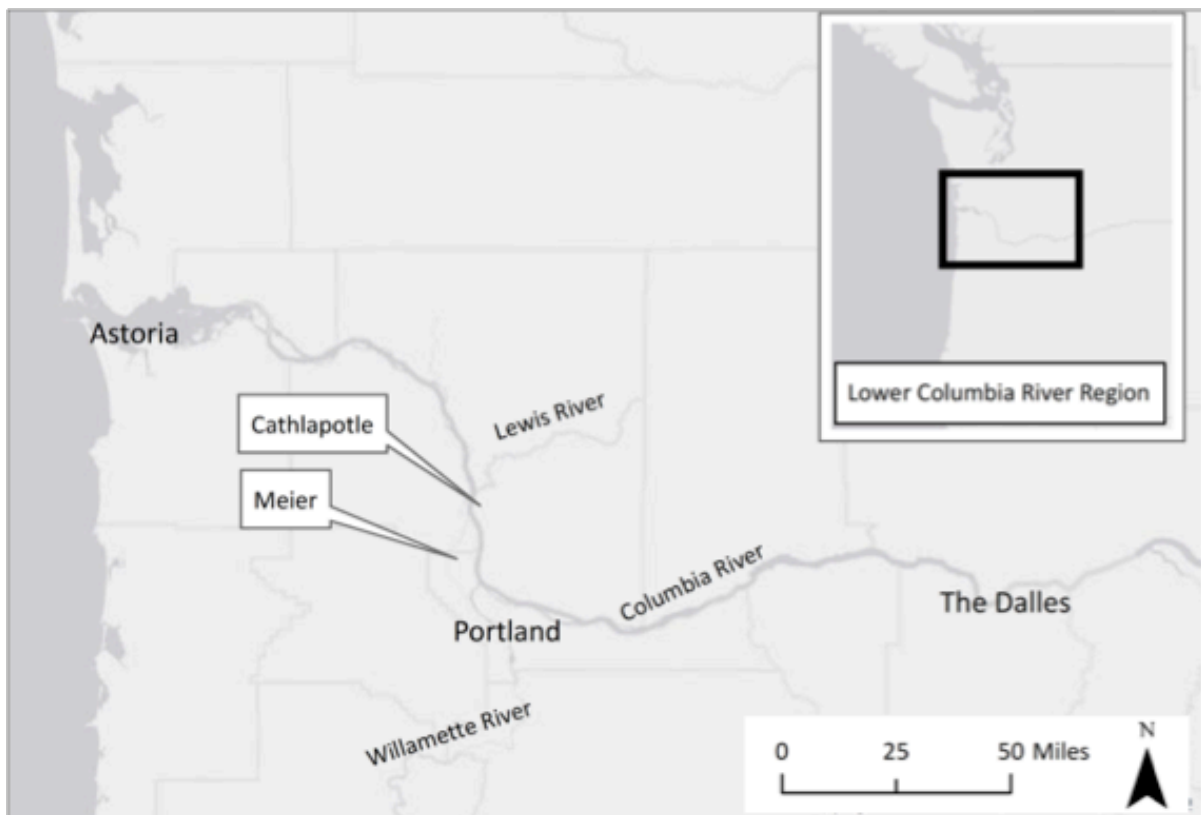 Lower Columbia River Region
Astoria
Cathlapotle
Lewis River
Meier
Columbia River
The Dalles
Portland
Willamette River
N
0 25 50 Miles